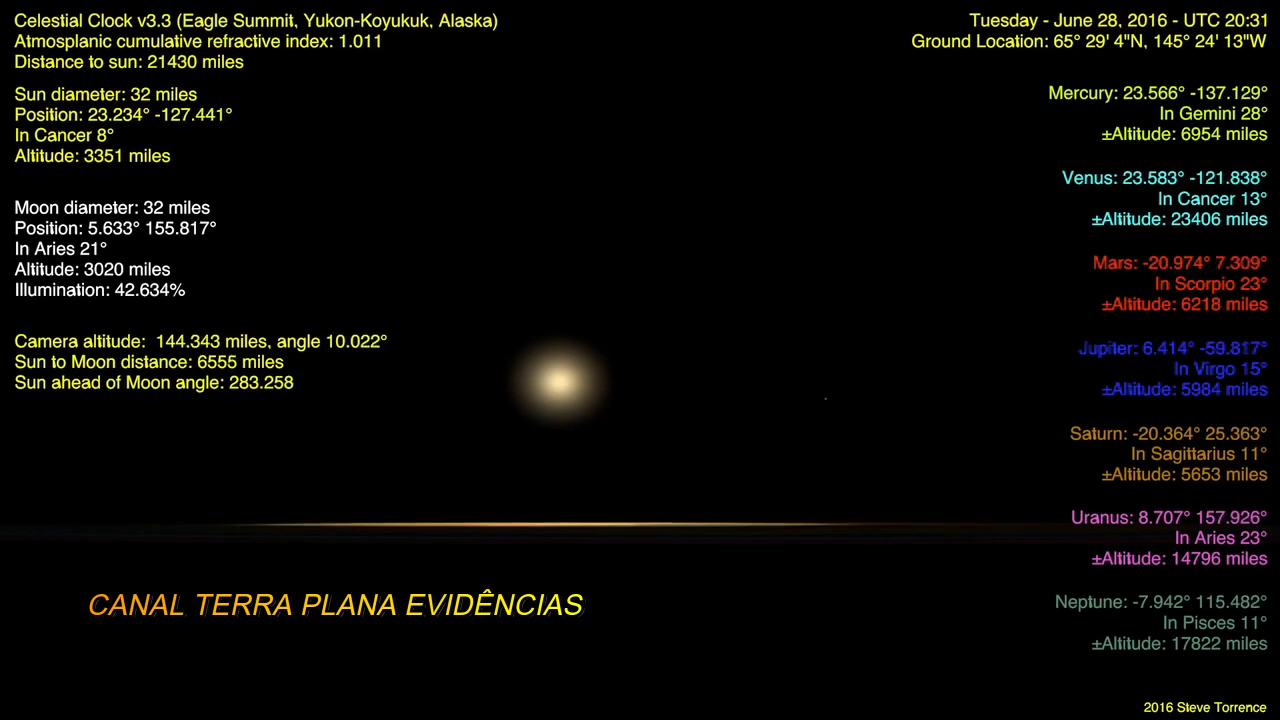 Celestial Clock v3.3 (Eagle Summit, Yukon-Koyukuk, Alaska)
Atmosplanic cumulative refractive index: 1.011
Distance to sun: 21430 miles
Sun diameter: 32 miles
Position: 23.234° -127.441°
In Cancer 8°
Altitude: 3351 miles
Moon diameter: 32 miles
Position: 5.633° 155.817°
In Aries 21°
Altitude: 3020 miles
Illumination: 42.634%
Camera altitude:  144.343 miles, angle 10.022°
Sun to Moon distance: 6555 miles
Sun ahead of Moon angle: 283.258
Tuesday - June 28, 2016 - UTC 20:31
Ground Location: 65° 29' 4"N, 145° 24' 13"W
Mercury: 23.566° -137.129°
In Gemini 28°
±Altitude: 6954 miles
Venus: 23.583° -121.838°
In Cancer 13°
±Altitude: 23406 miles
Mars: -20.974° 7.309°
In Scorpio 23°
±Altitude: 6218 miles
Jupiter: 6.414° -59.817°
In Virgo 15°
±Altitude: 5984 miles
Saturn: -20.364° 25.363°
In Sagittarius 11°
±Altitude: 5653 miles
Uranus: 8.707° 157.926°
In Aries 23°
±Altitude: 14796 miles
Neptune: -7.942° 115.482°
In Pisces 11°
±Altitude: 17822 miles
CANAL TERRA PLANA EVIDÊNCIAS
2016 Steve Torrence